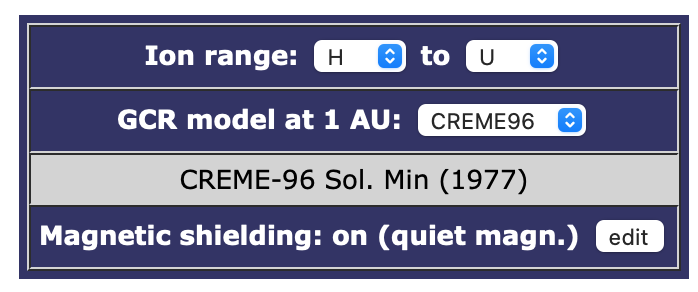 Ion range: H to U
GCR model at 1 AU: CREME96
CREME-96 Sol. Min (1977)
Magnetic shielding: on (quiet magn.) edit